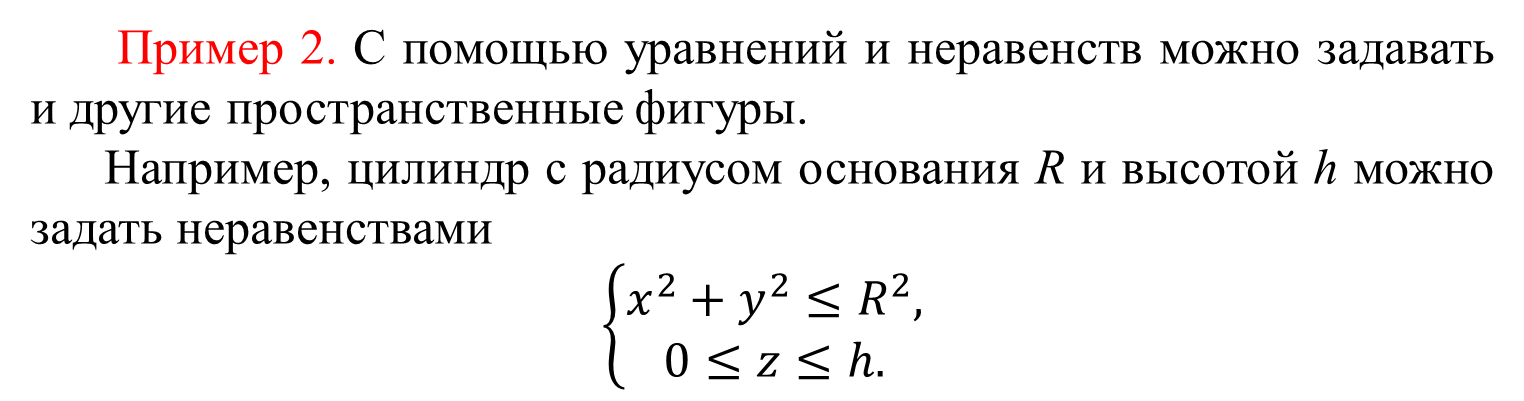 Пример 2. С помощью уравнений и неравенств можно задавать
и другие пространственные фигуры.
Например, цилиндр с радиусом основания R и высотой h можно
задать неравенствами
{x² + y² ≤ R²,
0 ≤ z ≤ h.